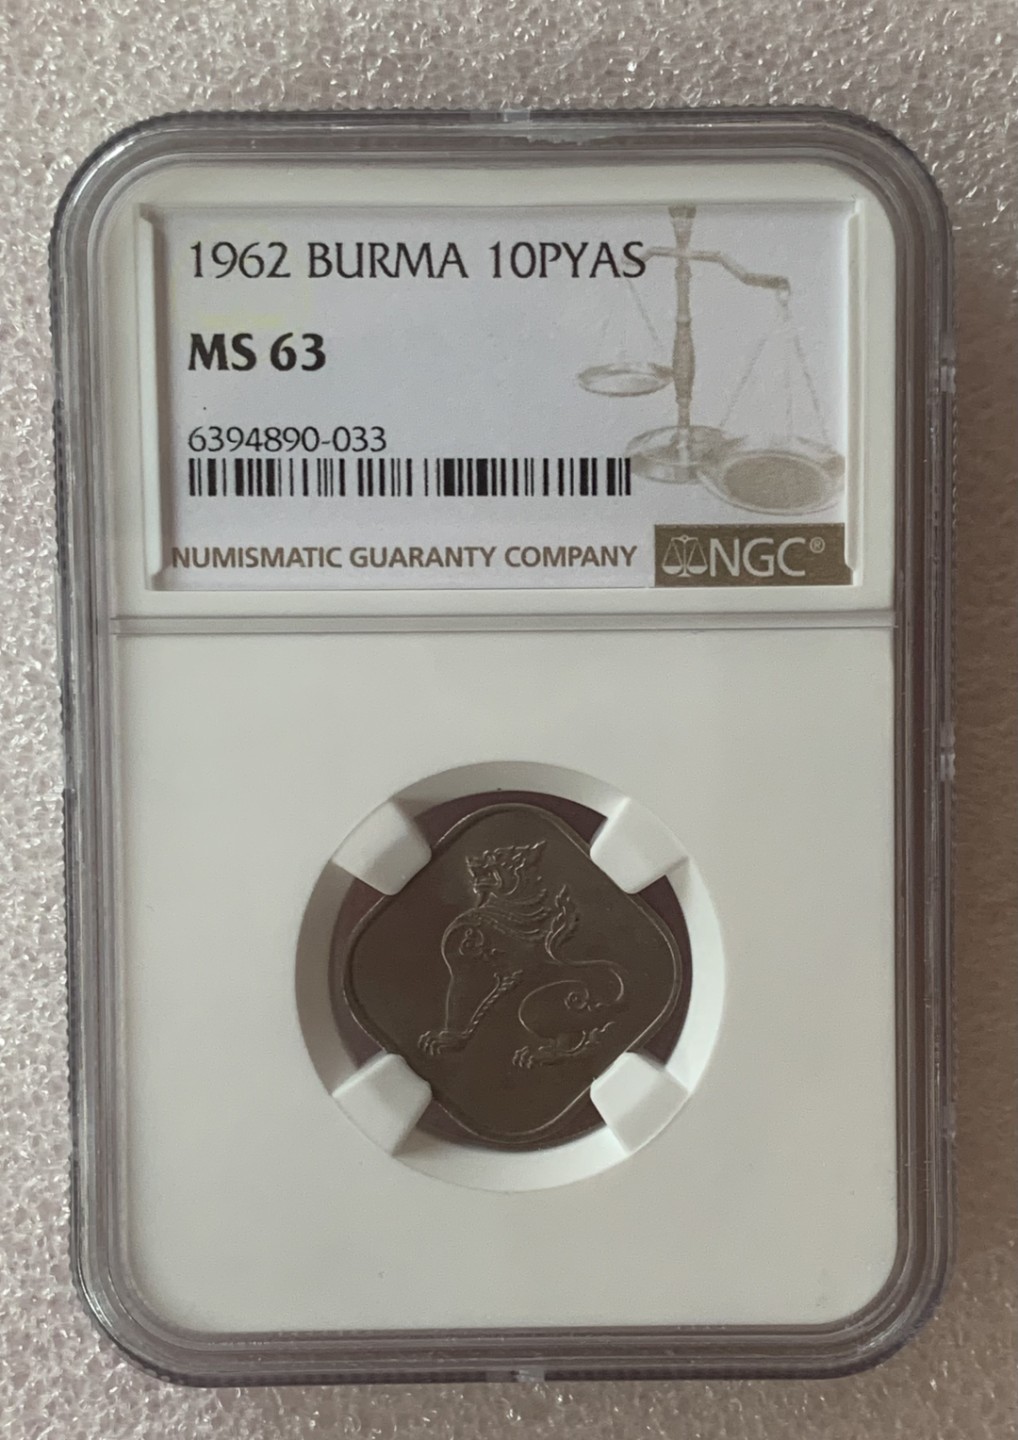 1962 BURMA 10PYAS
MS 63
6394890-033
NUMISMATIC GUARANTY COMPANY
NGC®